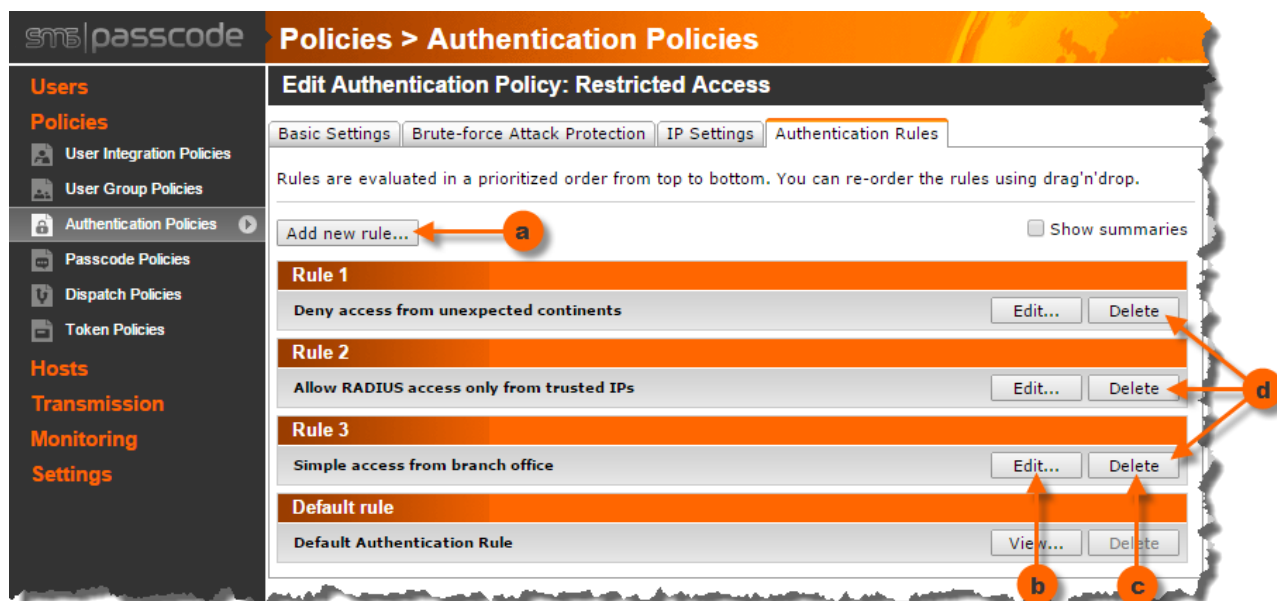 sms|passcode
Policies > Authentication Policies
Users
Policies
User Integration Policies
User Group Policies
Authentication Policies
Passcode Policies
Dispatch Policies
Token Policies
Hosts
Transmission
Monitoring
Settings
Edit Authentication Policy: Restricted Access
Basic Settings Brute-force Attack Protection IP Settings Authentication Rules
Rules are evaluated in a prioritized order from top to bottom. You can re-order the rules using drag'n'drop.
Add new rule... a Show summaries
Rule 1
Deny access from unexpected continents Edit... Delete
Rule 2
Allow RADIUS access only from trusted IPs Edit... Delete d
Rule 3
Simple access from branch office Edit... Delete
Default rule
Default Authentication Rule View... Delete
b c